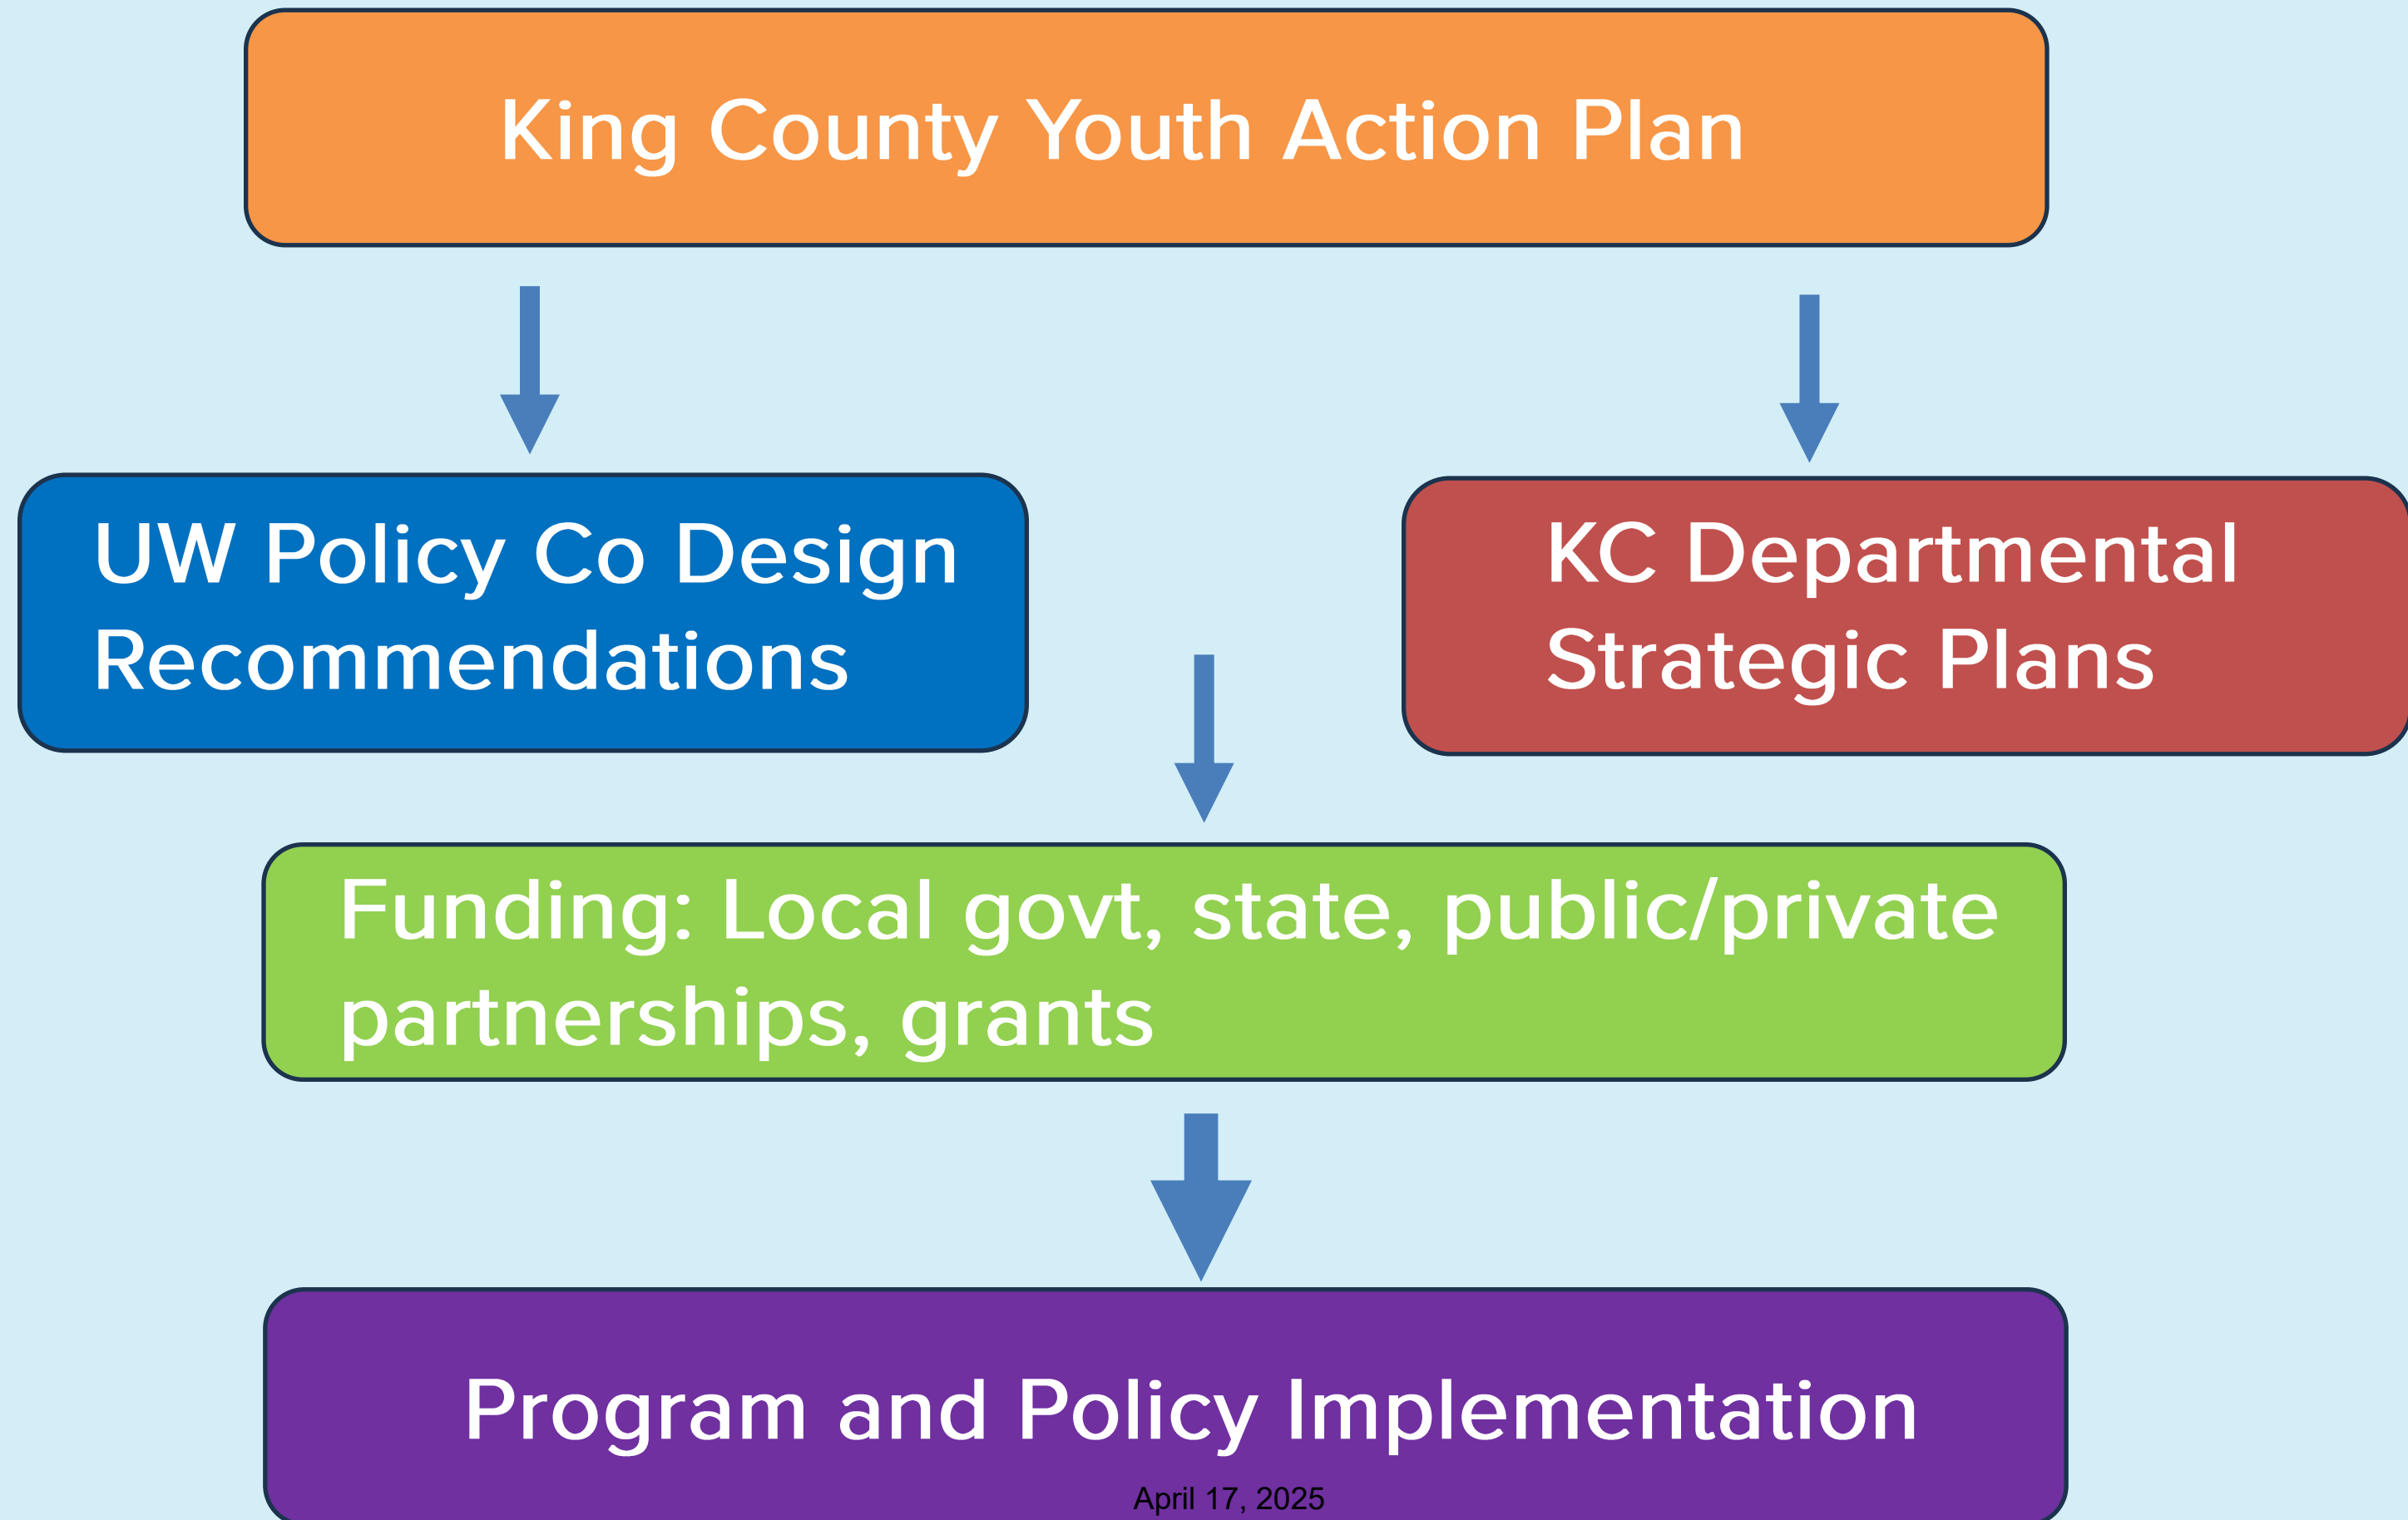 King County Youth Action Plan
UW Policy Co Design
Recommendations
KC Departmental
Strategic Plans
Funding: Local govt, state, public/private
partnerships, grants
Program and Policy Implementation
April 17, 2025